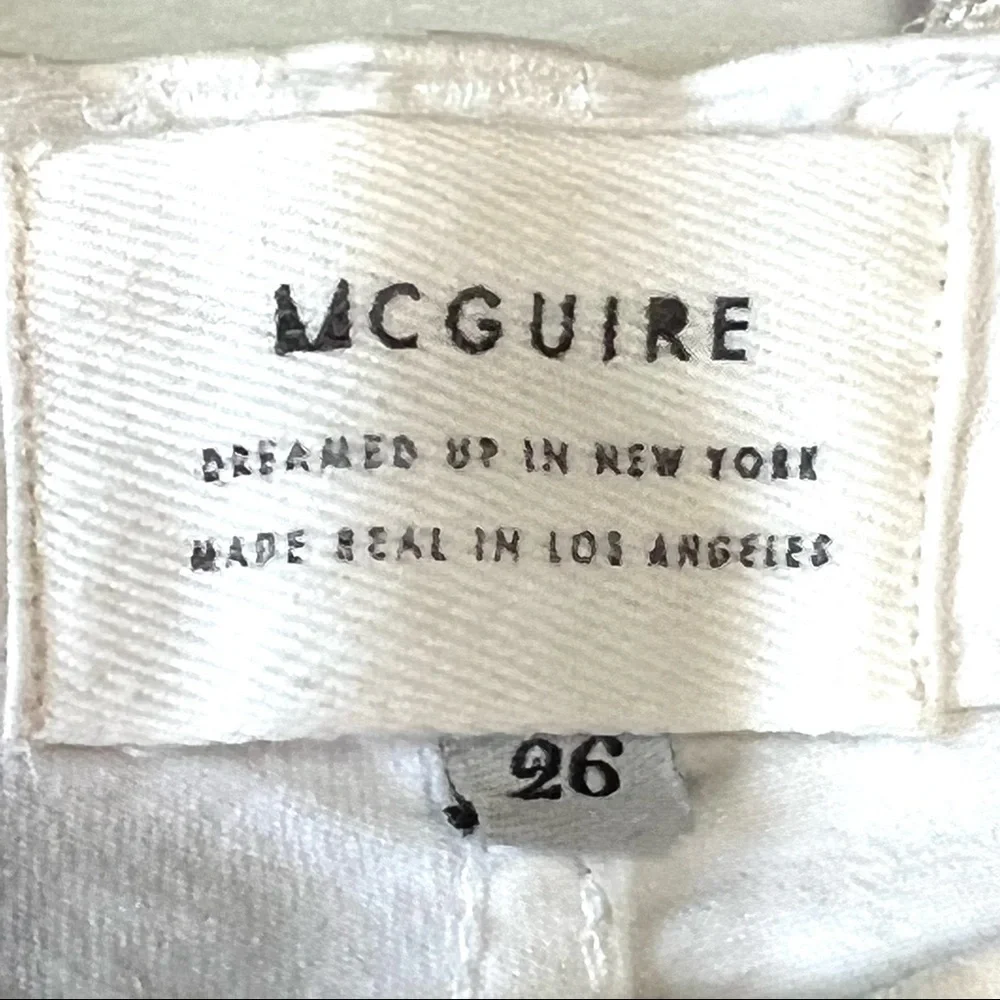 MCGUIRE
DREAMED UP IN NEW YORK
MADE REAL IN LOS ANGELES
26